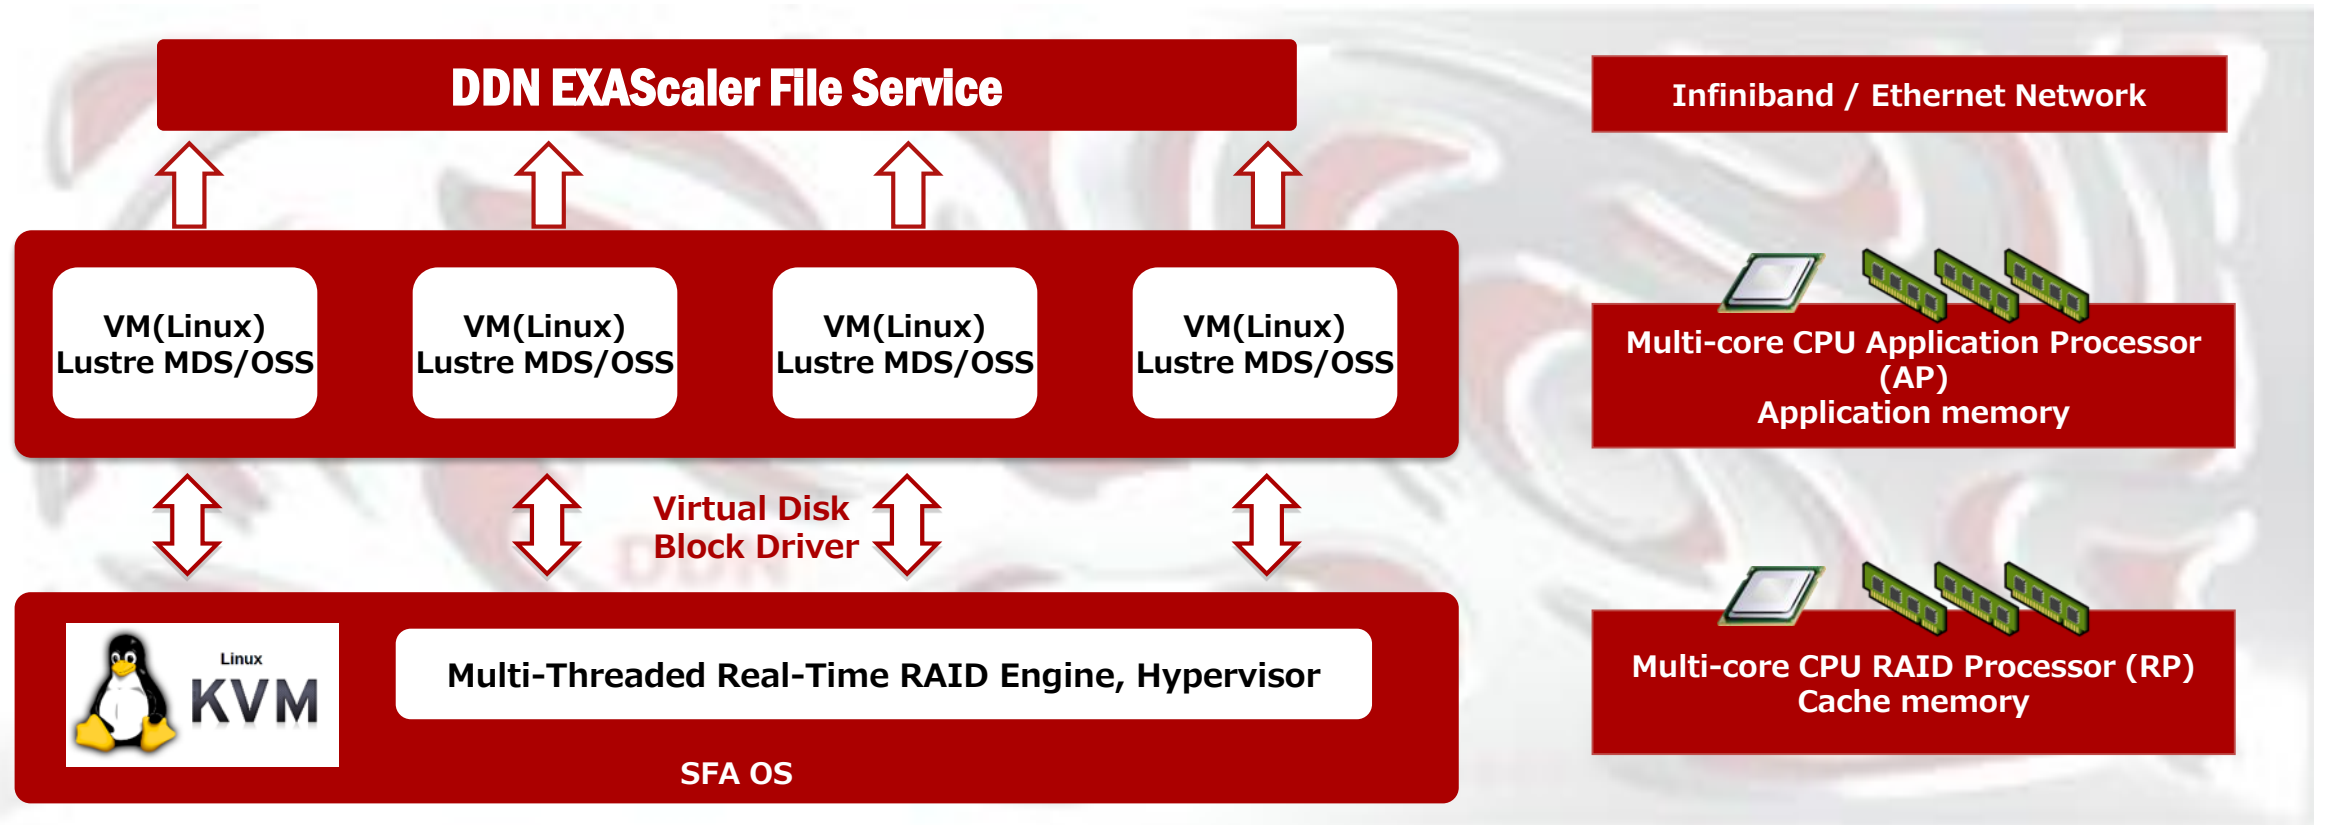 DDN EXAScaler File Service
Infiniband / Ethernet Network
VM(Linux)
Lustre MDS/OSS
VM(Linux)
Lustre MDS/OSS
VM(Linux)
Lustre MDS/OSS
VM(Linux)
Lustre MDS/OSS
Multi-core CPU Application Processor
(AP)
Application memory
Virtual Disk
Block Driver
DDN
Linux
KVM
Multi-Threaded Real-Time RAID Engine, Hypervisor
SFA OS
Multi-core CPU RAID Processor (RP)
Cache memory